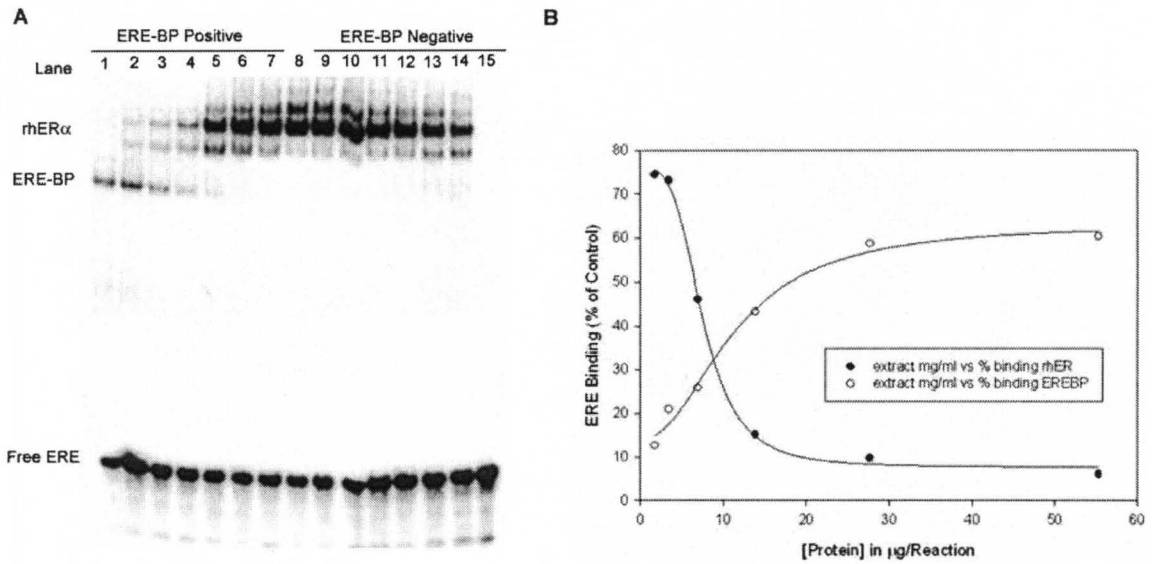 A
ERE-BP Positive
ERE-BP Negative
Lane
1 2 3 4 5 6 7 8 9 10 11 12 13 14 15
rhERα
ERE-BP
Free ERE
B
ERE Binding (% of Control)
80
70
60
50
40
30
20
10
0
extract mg/ml vs % binding rhER
extract mg/ml vs % binding EREBP
0 10 20 30 40 50 60
[Protein] in µg/Reaction